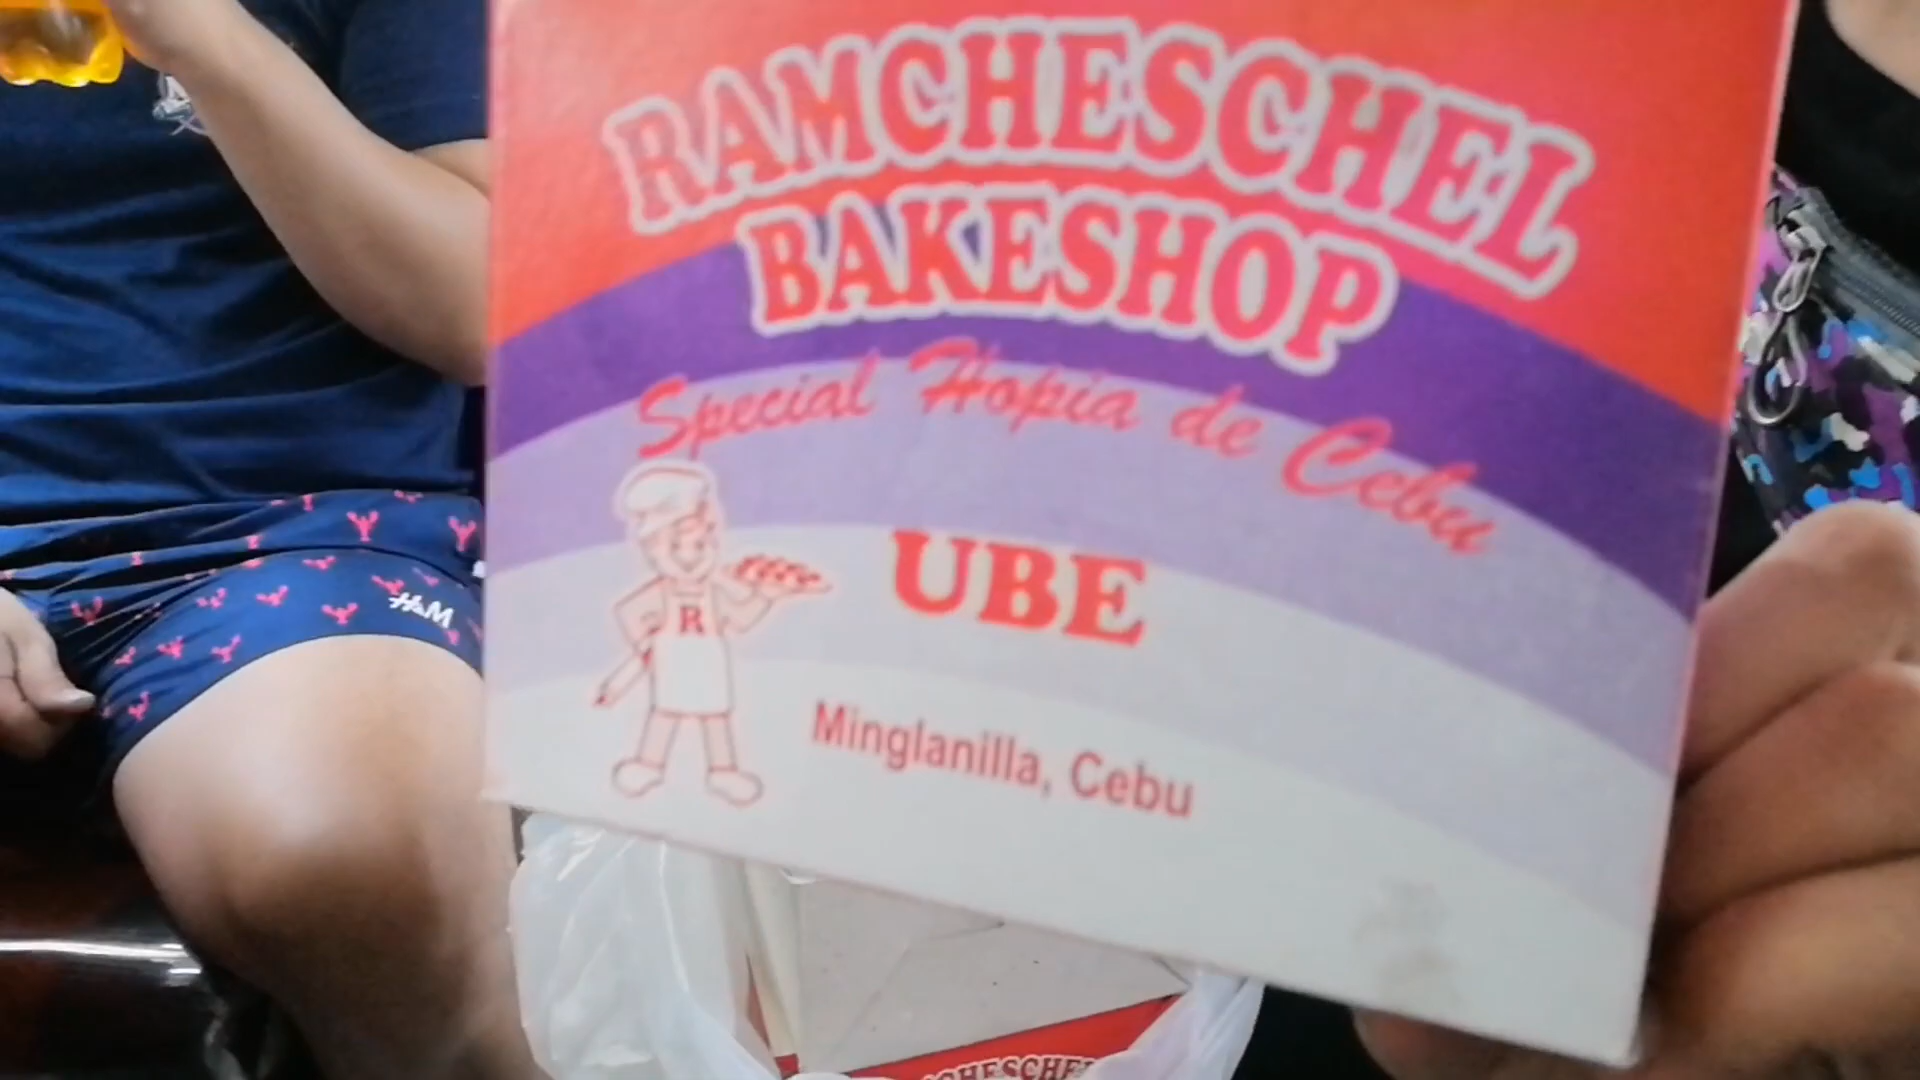 RAMCHESCHEL
BAKESHOP
Special Hopia de Cebu
UBE
R
Minglanilla, Cebu
H&M